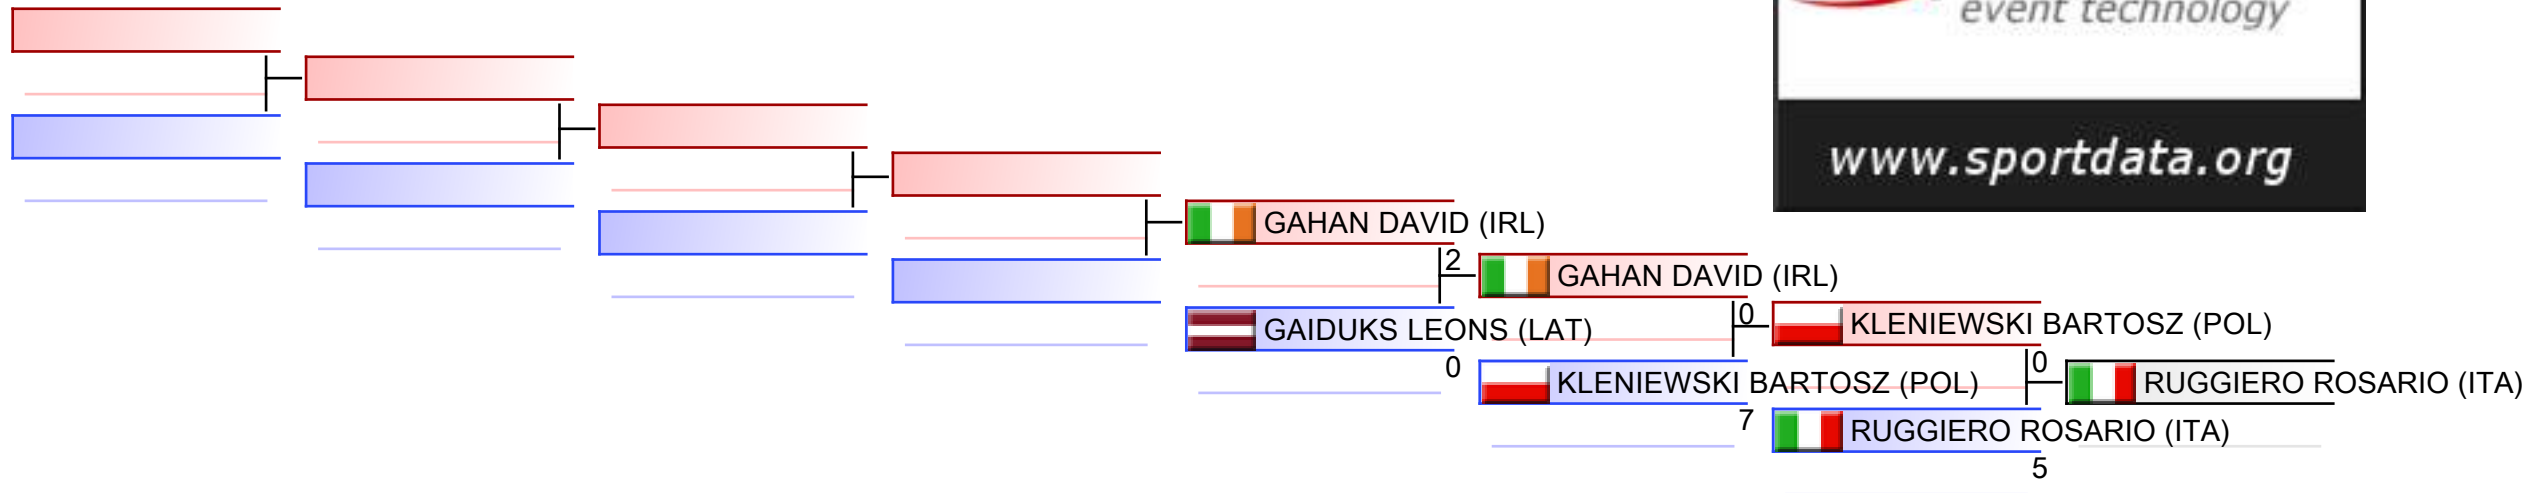 event technology
www.sportdata.org
GAHAN DAVID (IRL)
2
GAHAN DAVID (IRL)
0
GAIDUKS LEONS (LAT)
KLENIEWSKI BARTOSZ (POL)
0
0
KLENIEWSKI BARTOSZ (POL)
RUGGIERO ROSARIO (ITA)
7
RUGGIERO ROSARIO (ITA)
5